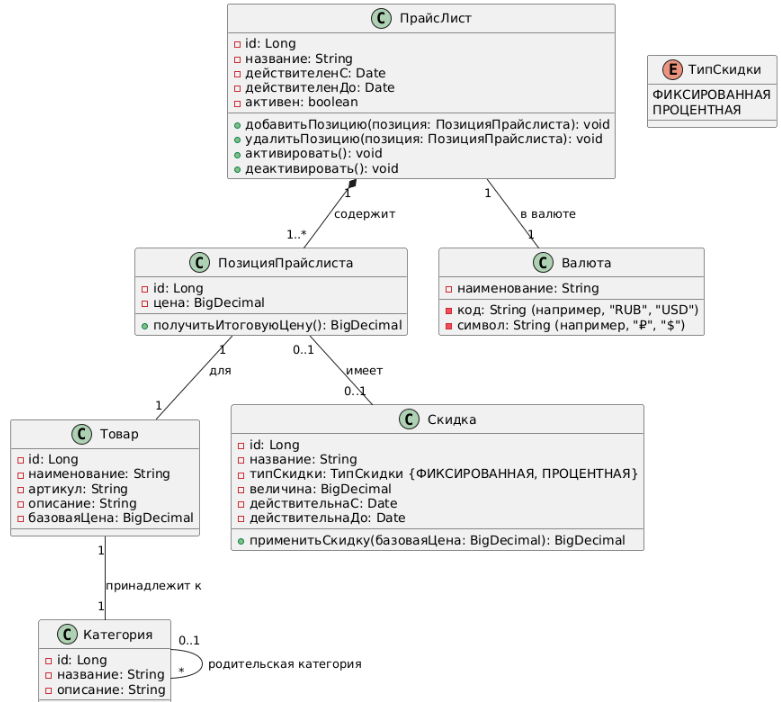 C ПрайсЛист
id: Long
название: String
действителенС: Date
действителенДо: Date
активен: boolean
добавитьПозицию(позиция: ПозицияПрайслиста): void
удалитьПозицию(позиция: ПозицияПрайслиста): void
активировать(): void
деактивировать(): void
E ТипСкидки
ФИКСИРОВАННАЯ
ПРОЦЕНТНАЯ
1
содержит
1..*
1
в валюте
1
C ПозицияПрайслиста
id: Long
цена: BigDecimal
получитьИтоговуюЦену(): BigDecimal
C Валюта
наименование: String
код: String (например, "RUB", "USD")
символ: String (например, "₽", "$")
1
для
1
0..1
имеет
0..1
C Товар
id: Long
наименование: String
артикул: String
описание: String
базоваяЦена: BigDecimal
C Скидка
id: Long
название: String
типСкидки: ТипСкидки {ФИКСИРОВАННАЯ, ПРОЦЕНТНАЯ}
величина: BigDecimal
действительнаС: Date
действительнаДо: Date
применитьСкидку(базоваяЦена: BigDecimal): BigDecimal
1
принадлежит к
1
C Категория
id: Long
название: String
описание: String
0..1
родительская категория
*